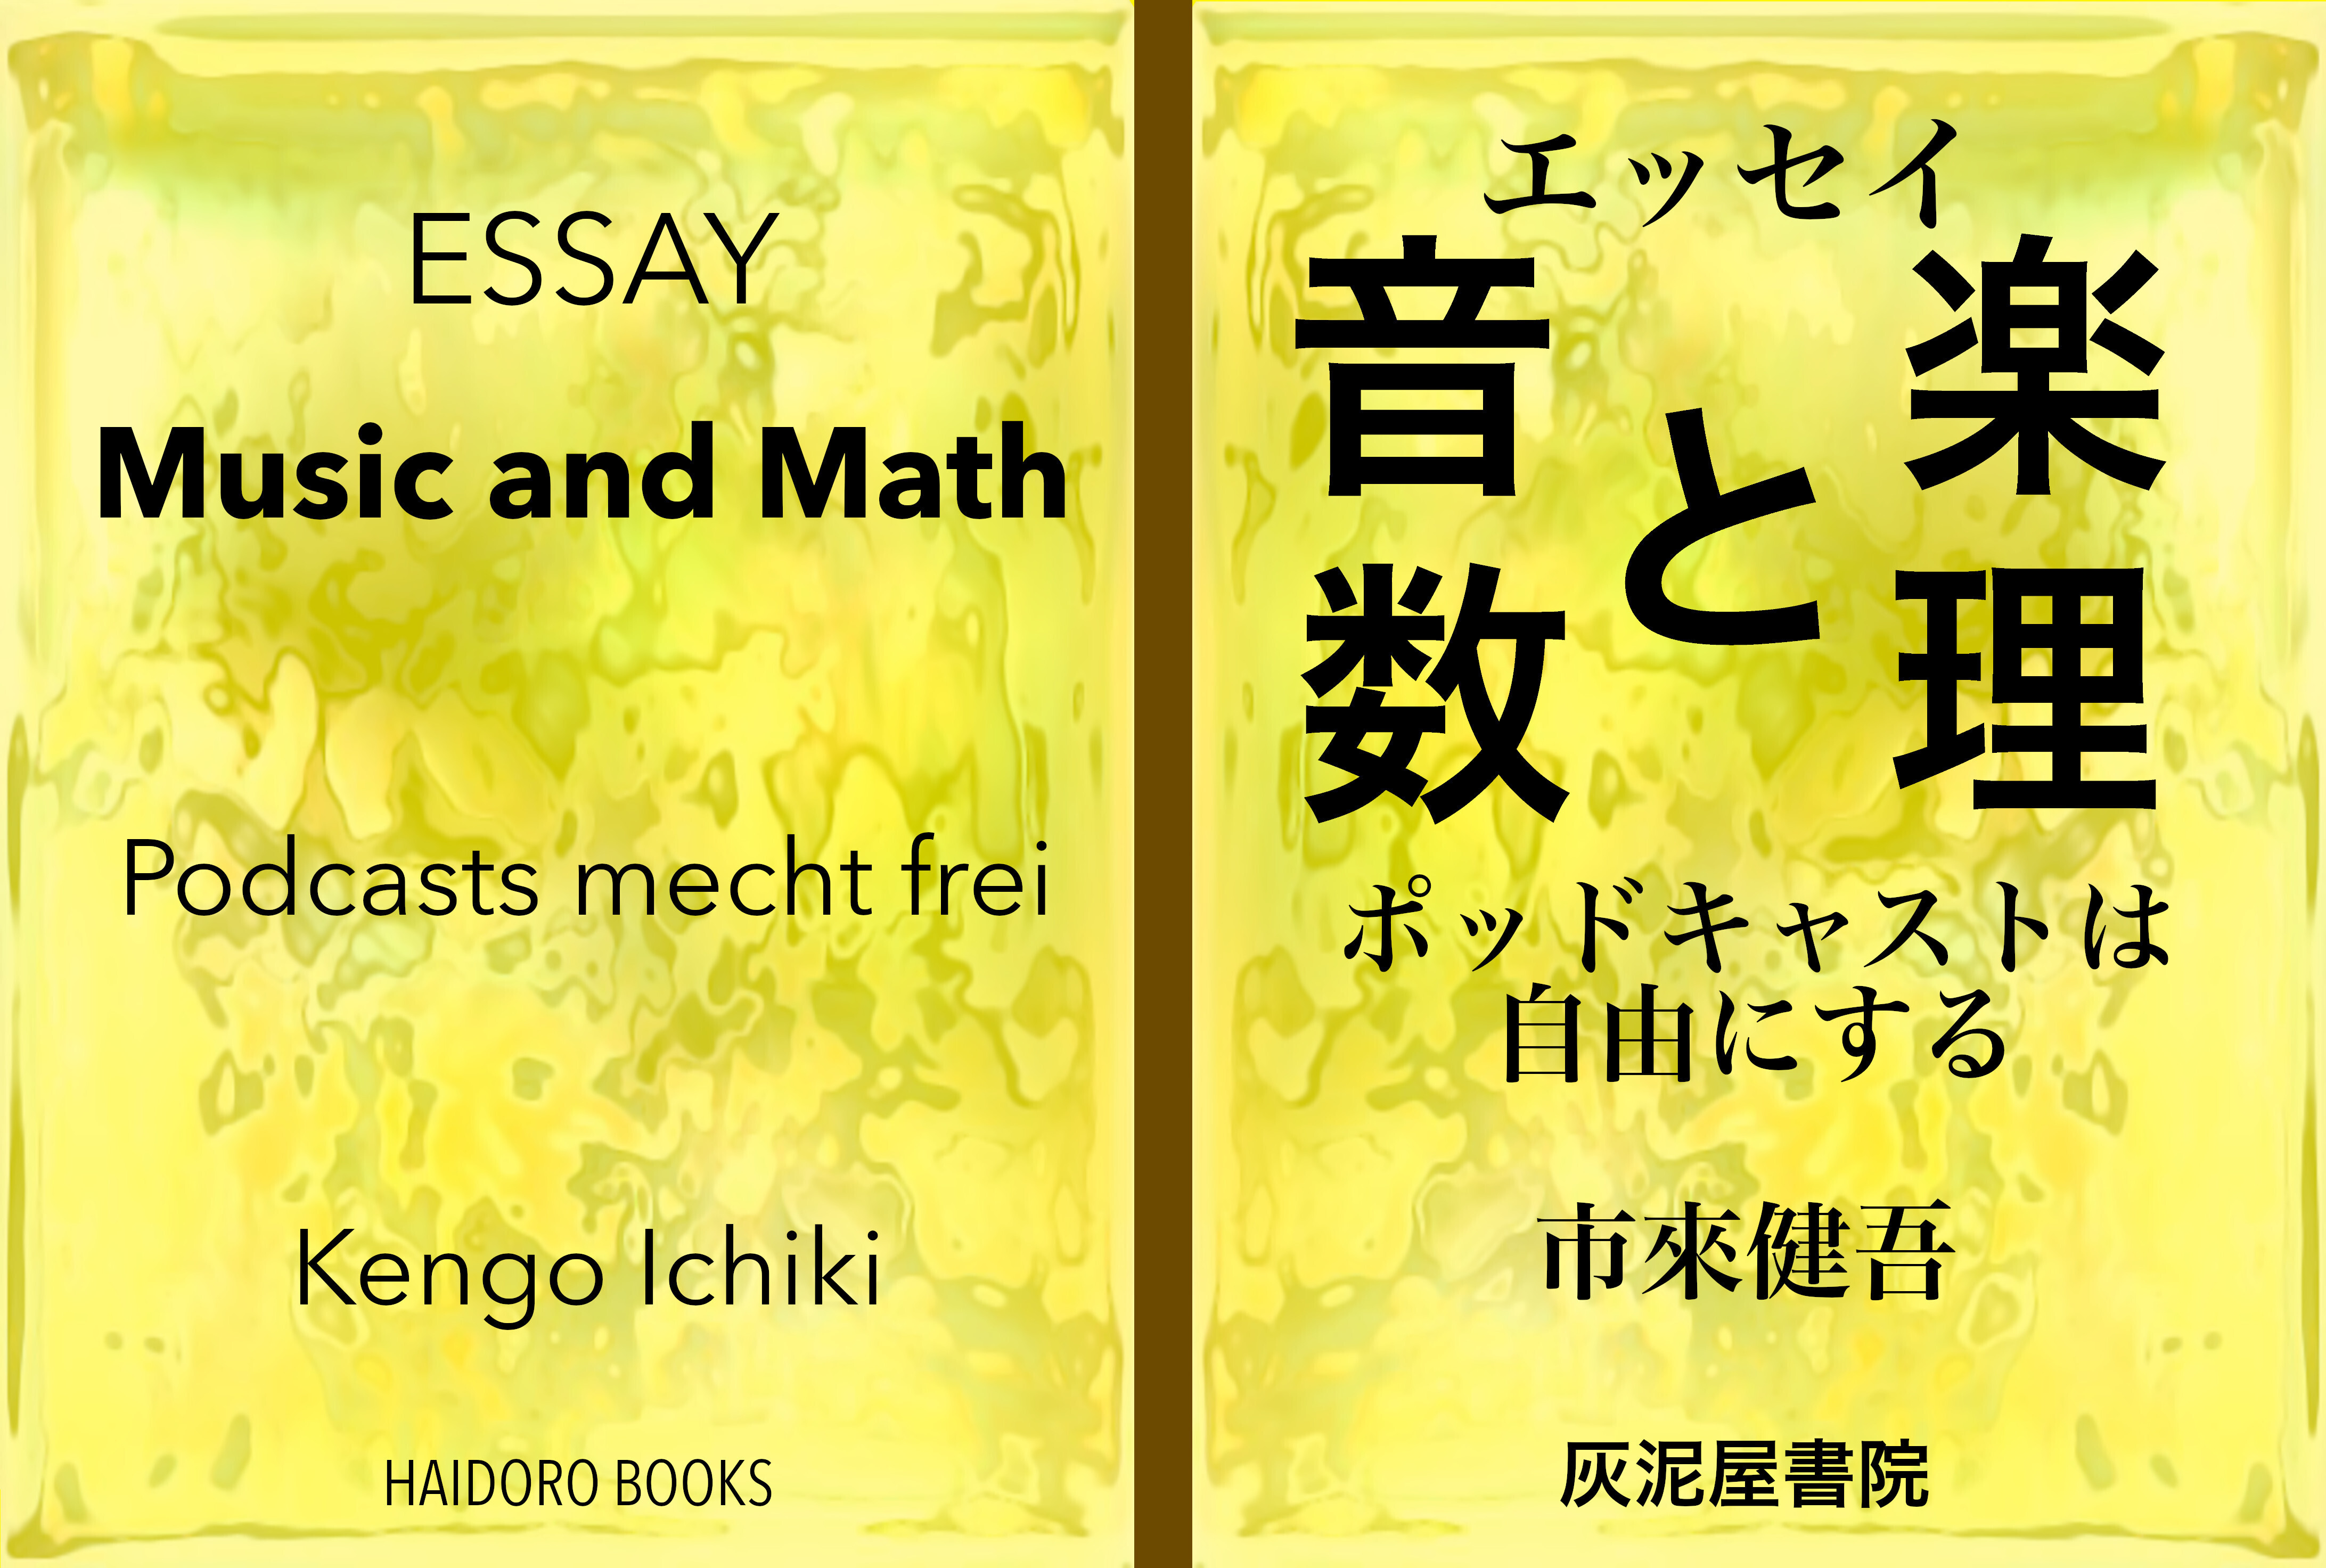 ESSAY
Music and Math
Podcasts mecht frei
Kengo Ichiki
HAIDORO BOOKS
エッセイ
音楽
と
数理
ポッドキャストは
自由にする
市來健吾
灰泥屋書院